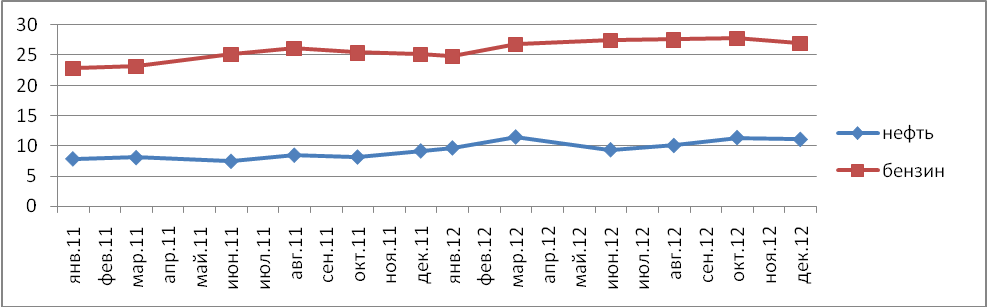 30
25
20
15
10
5
0
янв.11
фев.11
мар.11
апр.11
май.11
июн.11
июл.11
авг.11
сен.11
окт.11
ноя.11
дек.11
янв.12
фев.12
мар.12
апр.12
май.12
июн.12
июл.12
авг.12
сен.12
окт.12
ноя.12
дек.12
нефть
бензин